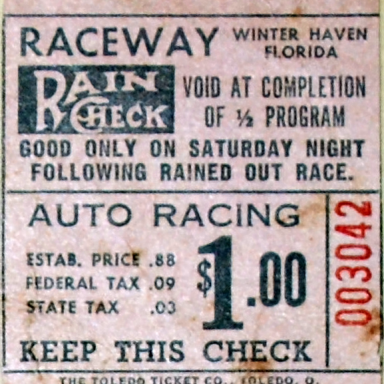 RACEWAY WINTER HAVEN
FLORIDA
RAIN CHECK
VOID AT COMPLETION
OF ½ PROGRAM
GOOD ONLY ON SATURDAY NIGHT
FOLLOWING RAINED OUT RACE.
AUTO RACING
ESTAB. PRICE .88
FEDERAL TAX .09
STATE TAX .03
$1.00
003042
KEEP THIS CHECK
THE TOLEDO TICKET CO., TOLEDO, O.